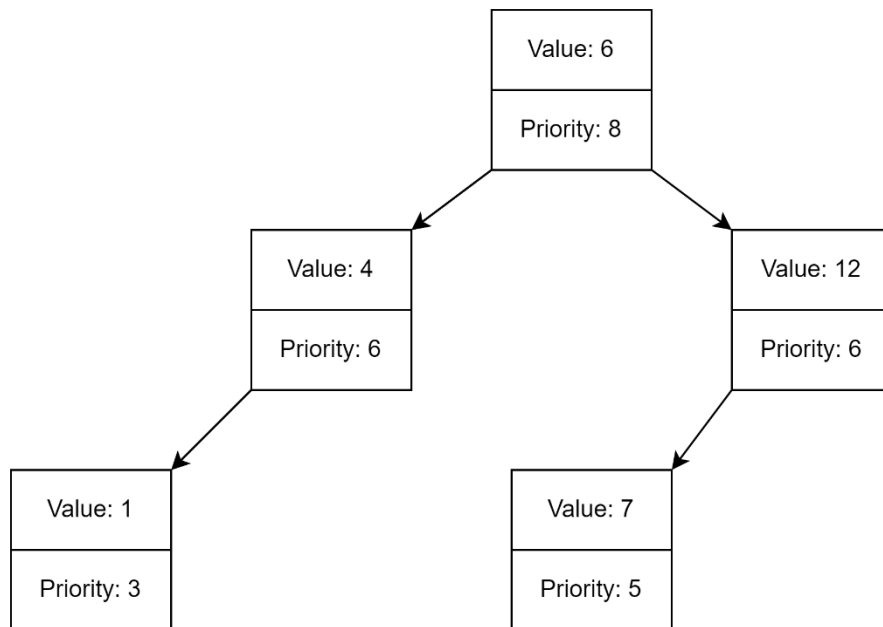 Value: 6
Priority: 8
Value: 4
Priority: 6
Value: 12
Priority: 6
Value: 1
Priority: 3
Value: 7
Priority: 5